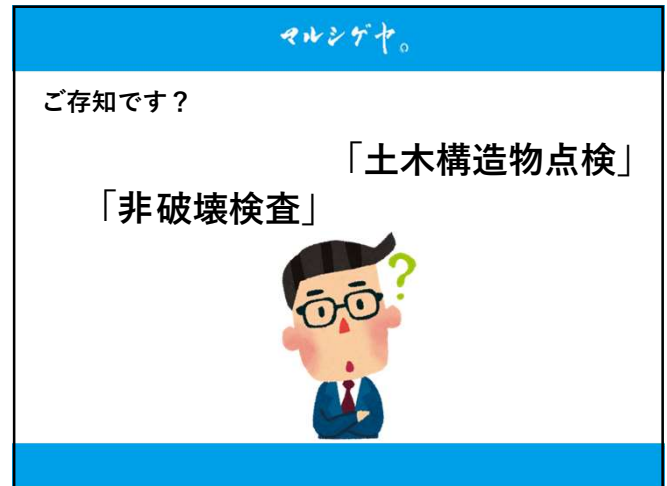 マルシゲヤ。
ご存知です？
「土木構造物点検」
「非破壊検査」
?